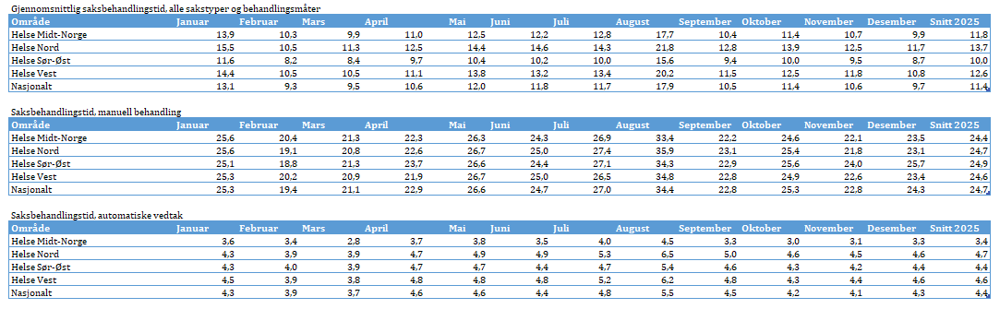 Gjennomsnittlig saksbehandlingstid, alle sakstyper og behandlingsmåter
Område Januar Februar Mars April Mai Juni Juli August September Oktober November Desember Snitt 2025
Helse Midt-Norge 13,9 10,3 9,9 11,0 12,5 12,2 12,8 17,7 10,4 11,4 10,7 9,9 11,8
Helse Nord 15,5 10,5 11,3 12,5 14,4 14,6 14,3 21,8 12,8 13,9 12,5 11,7 13,7
Helse Sør-Øst 11,6 8,2 8,4 9,7 10,4 10,2 10,0 15,6 9,4 10,0 9,5 8,7 10,0
Helse Vest 14,4 10,5 10,5 11,1 13,8 13,2 13,4 20,2 11,5 12,5 11,8 10,8 12,6
Nasjonalt 13,1 9,3 9,5 10,6 12,0 11,8 11,7 17,9 10,5 11,4 10,6 9,7 11,4
Saksbehandlingstid, manuell behandling
Område Januar Februar Mars April Mai Juni Juli August September Oktober November Desember Snitt 2025
Helse Midt-Norge 25,6 20,4 21,3 22,3 26,3 24,3 26,9 33,4 22,2 24,6 22,1 23,5 24,4
Helse Nord 25,6 19,1 20,8 22,6 26,7 25,0 27,4 35,9 23,1 25,4 21,8 23,1 24,7
Helse Sør-Øst 25,1 18,8 21,3 23,7 26,6 24,4 27,1 34,3 22,9 25,6 24,0 25,7 24,9
Helse Vest 25,3 20,2 20,9 21,9 26,7 25,0 26,5 34,8 22,8 24,9 22,6 23,4 24,6
Nasjonalt 25,3 19,4 21,1 22,9 26,6 24,7 27,0 34,4 22,8 25,3 22,8 24,3 24,7
Saksbehandlingstid, automatiske vedtak
Område Januar Februar Mars April Mai Juni Juli August September Oktober November Desember Snitt 2025
Helse Midt-Norge 3,6 3,4 2,8 3,7 3,8 3,5 4,0 4,5 3,3 3,0 3,1 3,3 3,4
Helse Nord 4,3 3,9 3,9 4,7 4,9 4,9 5,3 6,5 5,0 4,6 4,5 4,6 4,7
Helse Sør-Øst 4,3 4,0 3,9 4,7 4,7 4,4 4,7 5,4 4,6 4,3 4,2 4,4 4,4
Helse Vest 4,5 3,9 3,8 4,8 4,8 4,8 5,2 6,2 4,8 4,3 4,4 4,6 4,6
Nasjonalt 4,3 3,9 3,7 4,6 4,6 4,4 4,8 5,5 4,5 4,2 4,1 4,3 4,4